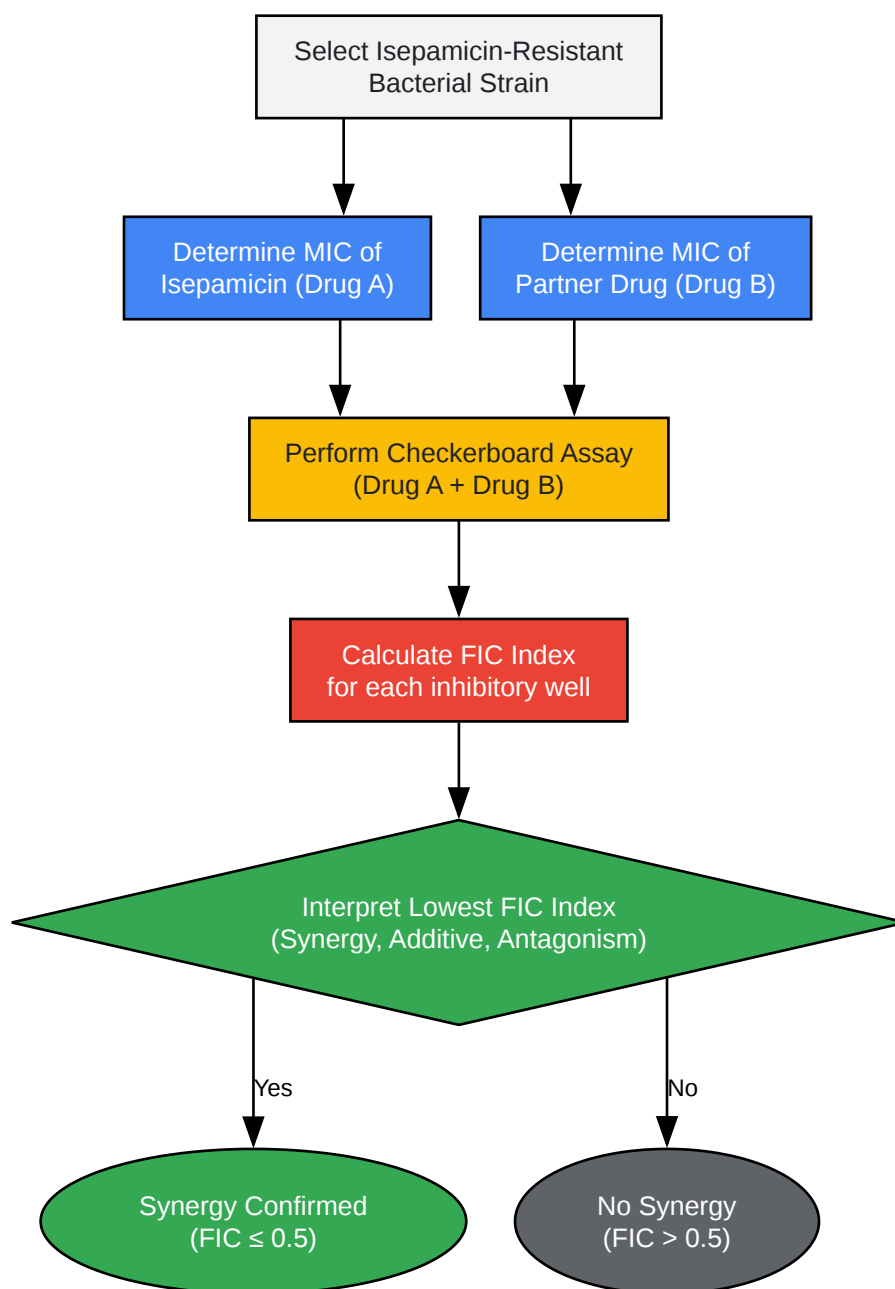 Select Isepamicin-Resistant
Bacterial Strain
Determine MIC of
Isepamicin (Drug A)
Determine MIC of
Partner Drug (Drug B)
Perform Checkerboard Assay
(Drug A + Drug B)
Calculate FIC Index
for each inhibitory well
Interpret Lowest FIC Index
(Synergy, Additive, Antagonism)
Yes
No
Synergy Confirmed
(FIC ≤ 0.5)
No Synergy
(FIC > 0.5)